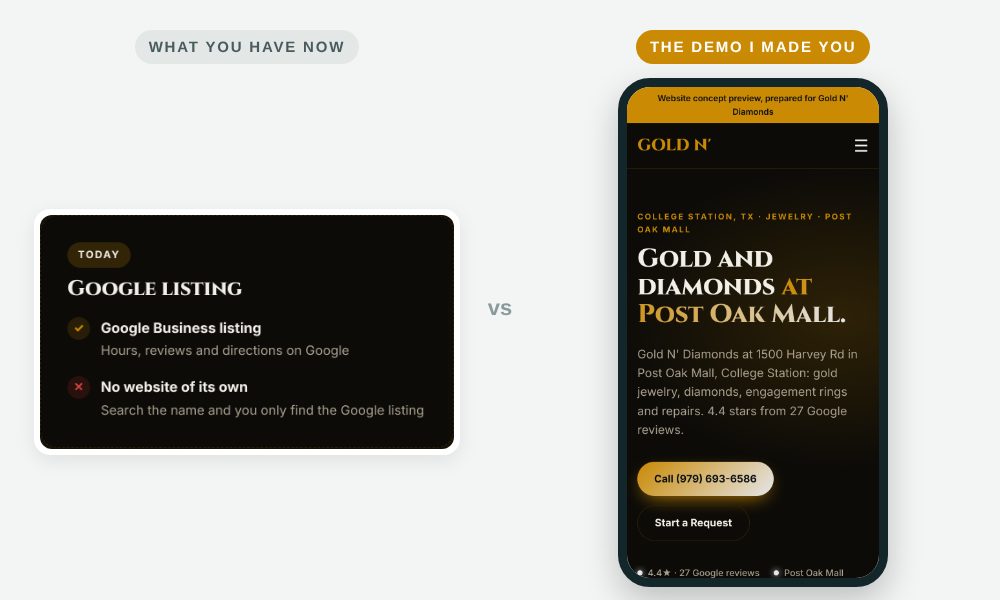 WHAT YOU HAVE NOW
TODAY
Google listing
Google Business listing
Hours, reviews and directions on Google
No website of its own
Search the name and you only find the Google listing
vs
THE DEMO I MADE YOU
Website concept preview, prepared for Gold N'
Diamonds
GOLD N'
COLLEGE STATION, TX · JEWELRY · POST
OAK MALL
Gold and
diamonds at
Post Oak Mall.
Gold N' Diamonds at 1500 Harvey Rd in
Post Oak Mall, College Station: gold
jewelry, diamonds, engagement rings
and repairs. 4.4 stars from 27 Google
reviews.
Call (979) 693-6586
Start a Request
4.4★ · 27 Google reviews
Post Oak Mall